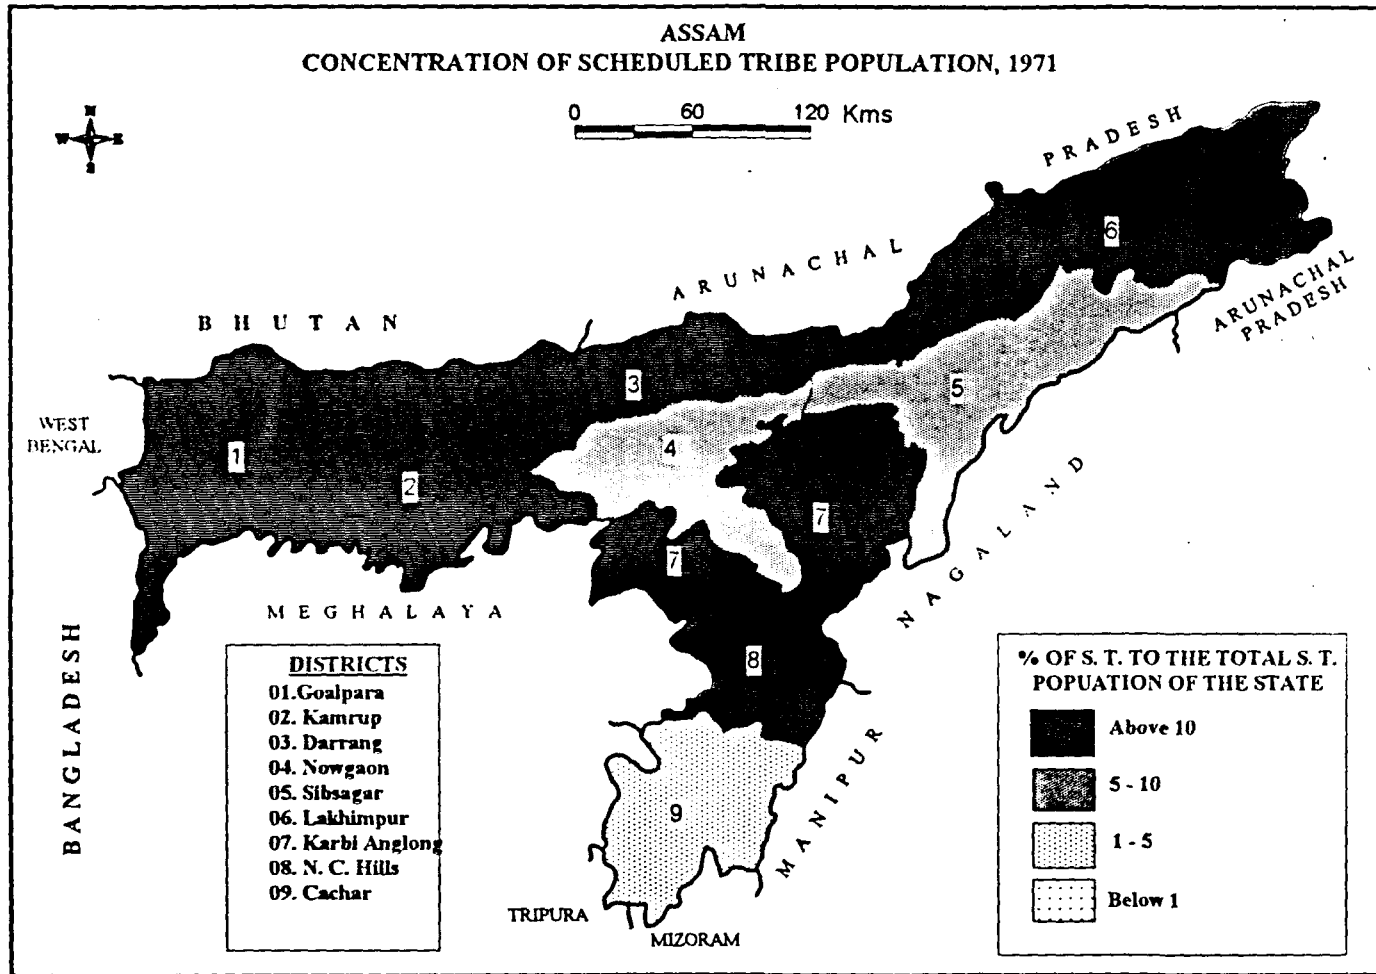 ASSAM
CONCENTRATION OF SCHEDULED TRIBE POPULATION, 1971
N
W E
S
0 60 120 Kms
PRADESH
ARUNACHAL
BHUTAN
ARUNACHAL
PRADESH
WEST
BENGAL
1
2
3
4
5
6
7
7
8
9
MEGHALAYA
NAGALAND
MANIPUR
BANGLADESH
TRIPURA
MIZORAM
DISTRICTS
01.Goalpara
02. Kamrup
03. Darrang
04. Nowgaon
05. Sibsagar
06. Lakhimpur
07. Karbi Anglong
08. N. C. Hills
09. Cachar
% OF S. T. TO THE TOTAL S. T.
POPUATION OF THE STATE
Above 10
5 - 10
1 - 5
Below 1